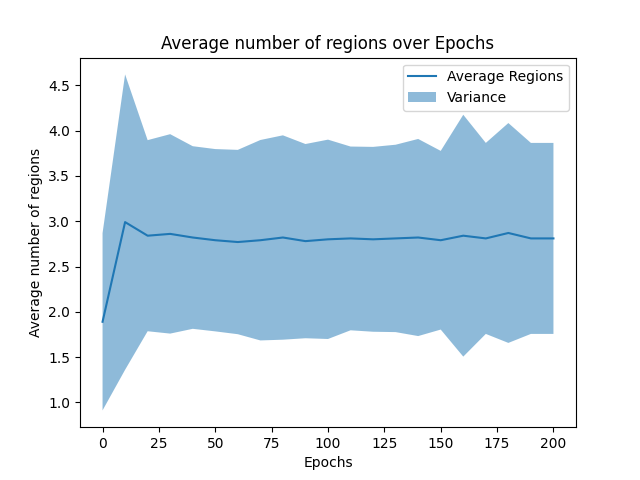 Average number of regions over Epochs
Average Regions
Variance
Average number of regions
4.5
4.0
3.5
3.0
2.5
2.0
1.5
1.0
0 25 50 75 100 125 150 175 200
Epochs